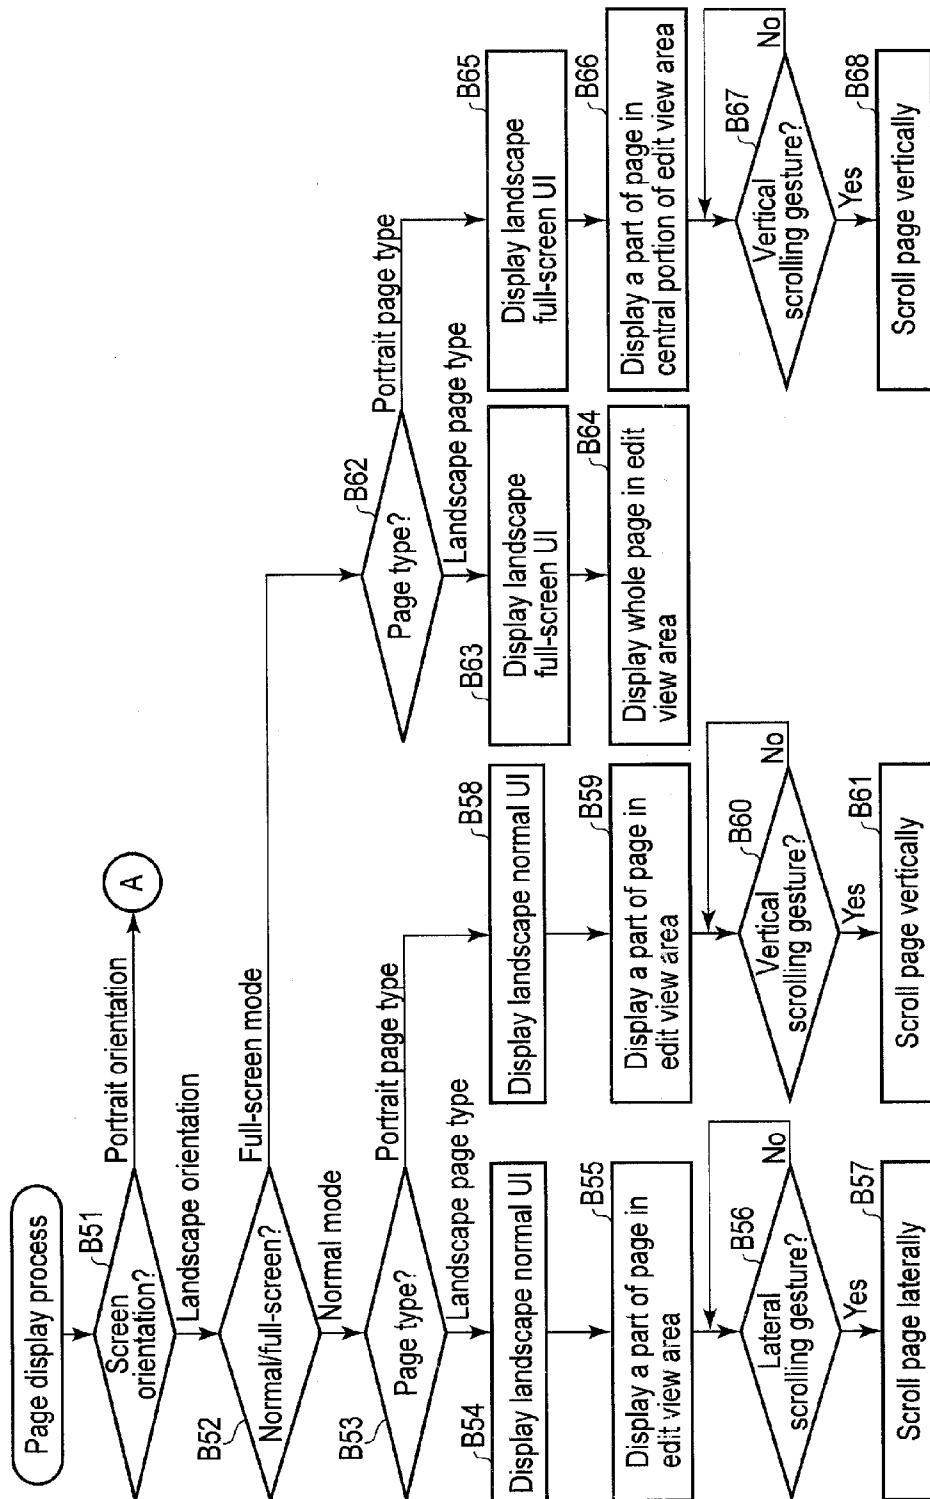 Page display process
B51
Screen
orientation?
Portrait orientation
A
Landscape orientation
B52
Normal/full-screen?
Full-screen mode
Normal mode
B53
Page type?
Portrait page type
Landscape page type
B54
Display landscape normal UI
B55
Display a part of page in
edit view area
B56
Lateral
scrolling gesture?
No
Yes
B57
Scroll page laterally
B58
Display landscape normal UI
B59
Display a part of page in
edit view area
B60
Vertical
scrolling gesture?
No
Yes
B61
Scroll page vertically
B62
Page type?
Portrait page type
Landscape page type
B63
Display landscape
full-screen UI
B64
Display whole page in edit
view area
B65
Display landscape
full-screen UI
B66
Display a part of page in
central portion of edit view area
B67
Vertical
scrolling gesture?
No
Yes
B68
Scroll page vertically